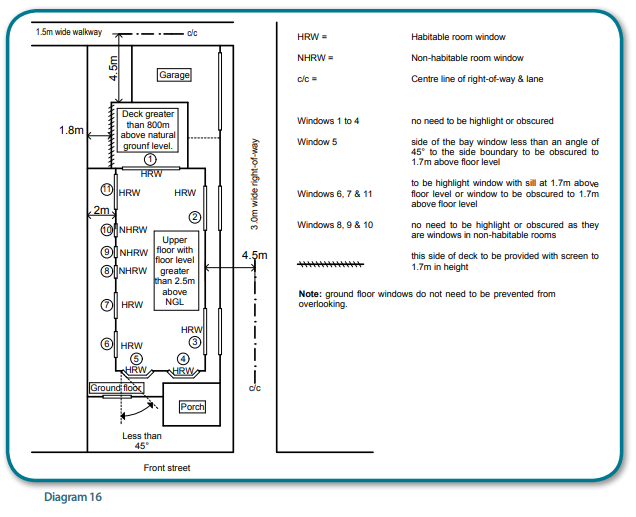 1.5m wide walkway
c/c
4.5m
Garage
1.8m
Deck greater
than 800m
above natural
grounf level.
1
HRW
11
HRW
HRW
3.0m wide right-of-way
2m
2
10
NHRW
9
NHRW
8
NHRW
Upper
floor with
floor level
greater
than 2.5m
above
NGL
4.5m
7
HRW
HRW
3
6
HRW
5
HRW
4
HRW
Ground floor
c/c
Porch
Less than
45°
Front street
HRW =
Habitable room window
NHRW =
Non-habitable room window
c/c =
Centre line of right-of-way & lane
Windows 1 to 4
no need to be highlight or obscured
Window 5
side of the bay window less than an angle of
45° to the side boundary to be obscured to
1.7m above floor level
Windows 6, 7 & 11
to be highlight window with sill at 1.7m above
floor level or window to be obscured to 1.7m
above floor level
Windows 8, 9 & 10
no need to be highlight or obscured as they
are windows in non-habitable rooms
this side of deck to be provided with screen to
1.7m in height
Note: ground floor windows do not need to be prevented from
overlooking.
Diagram 16